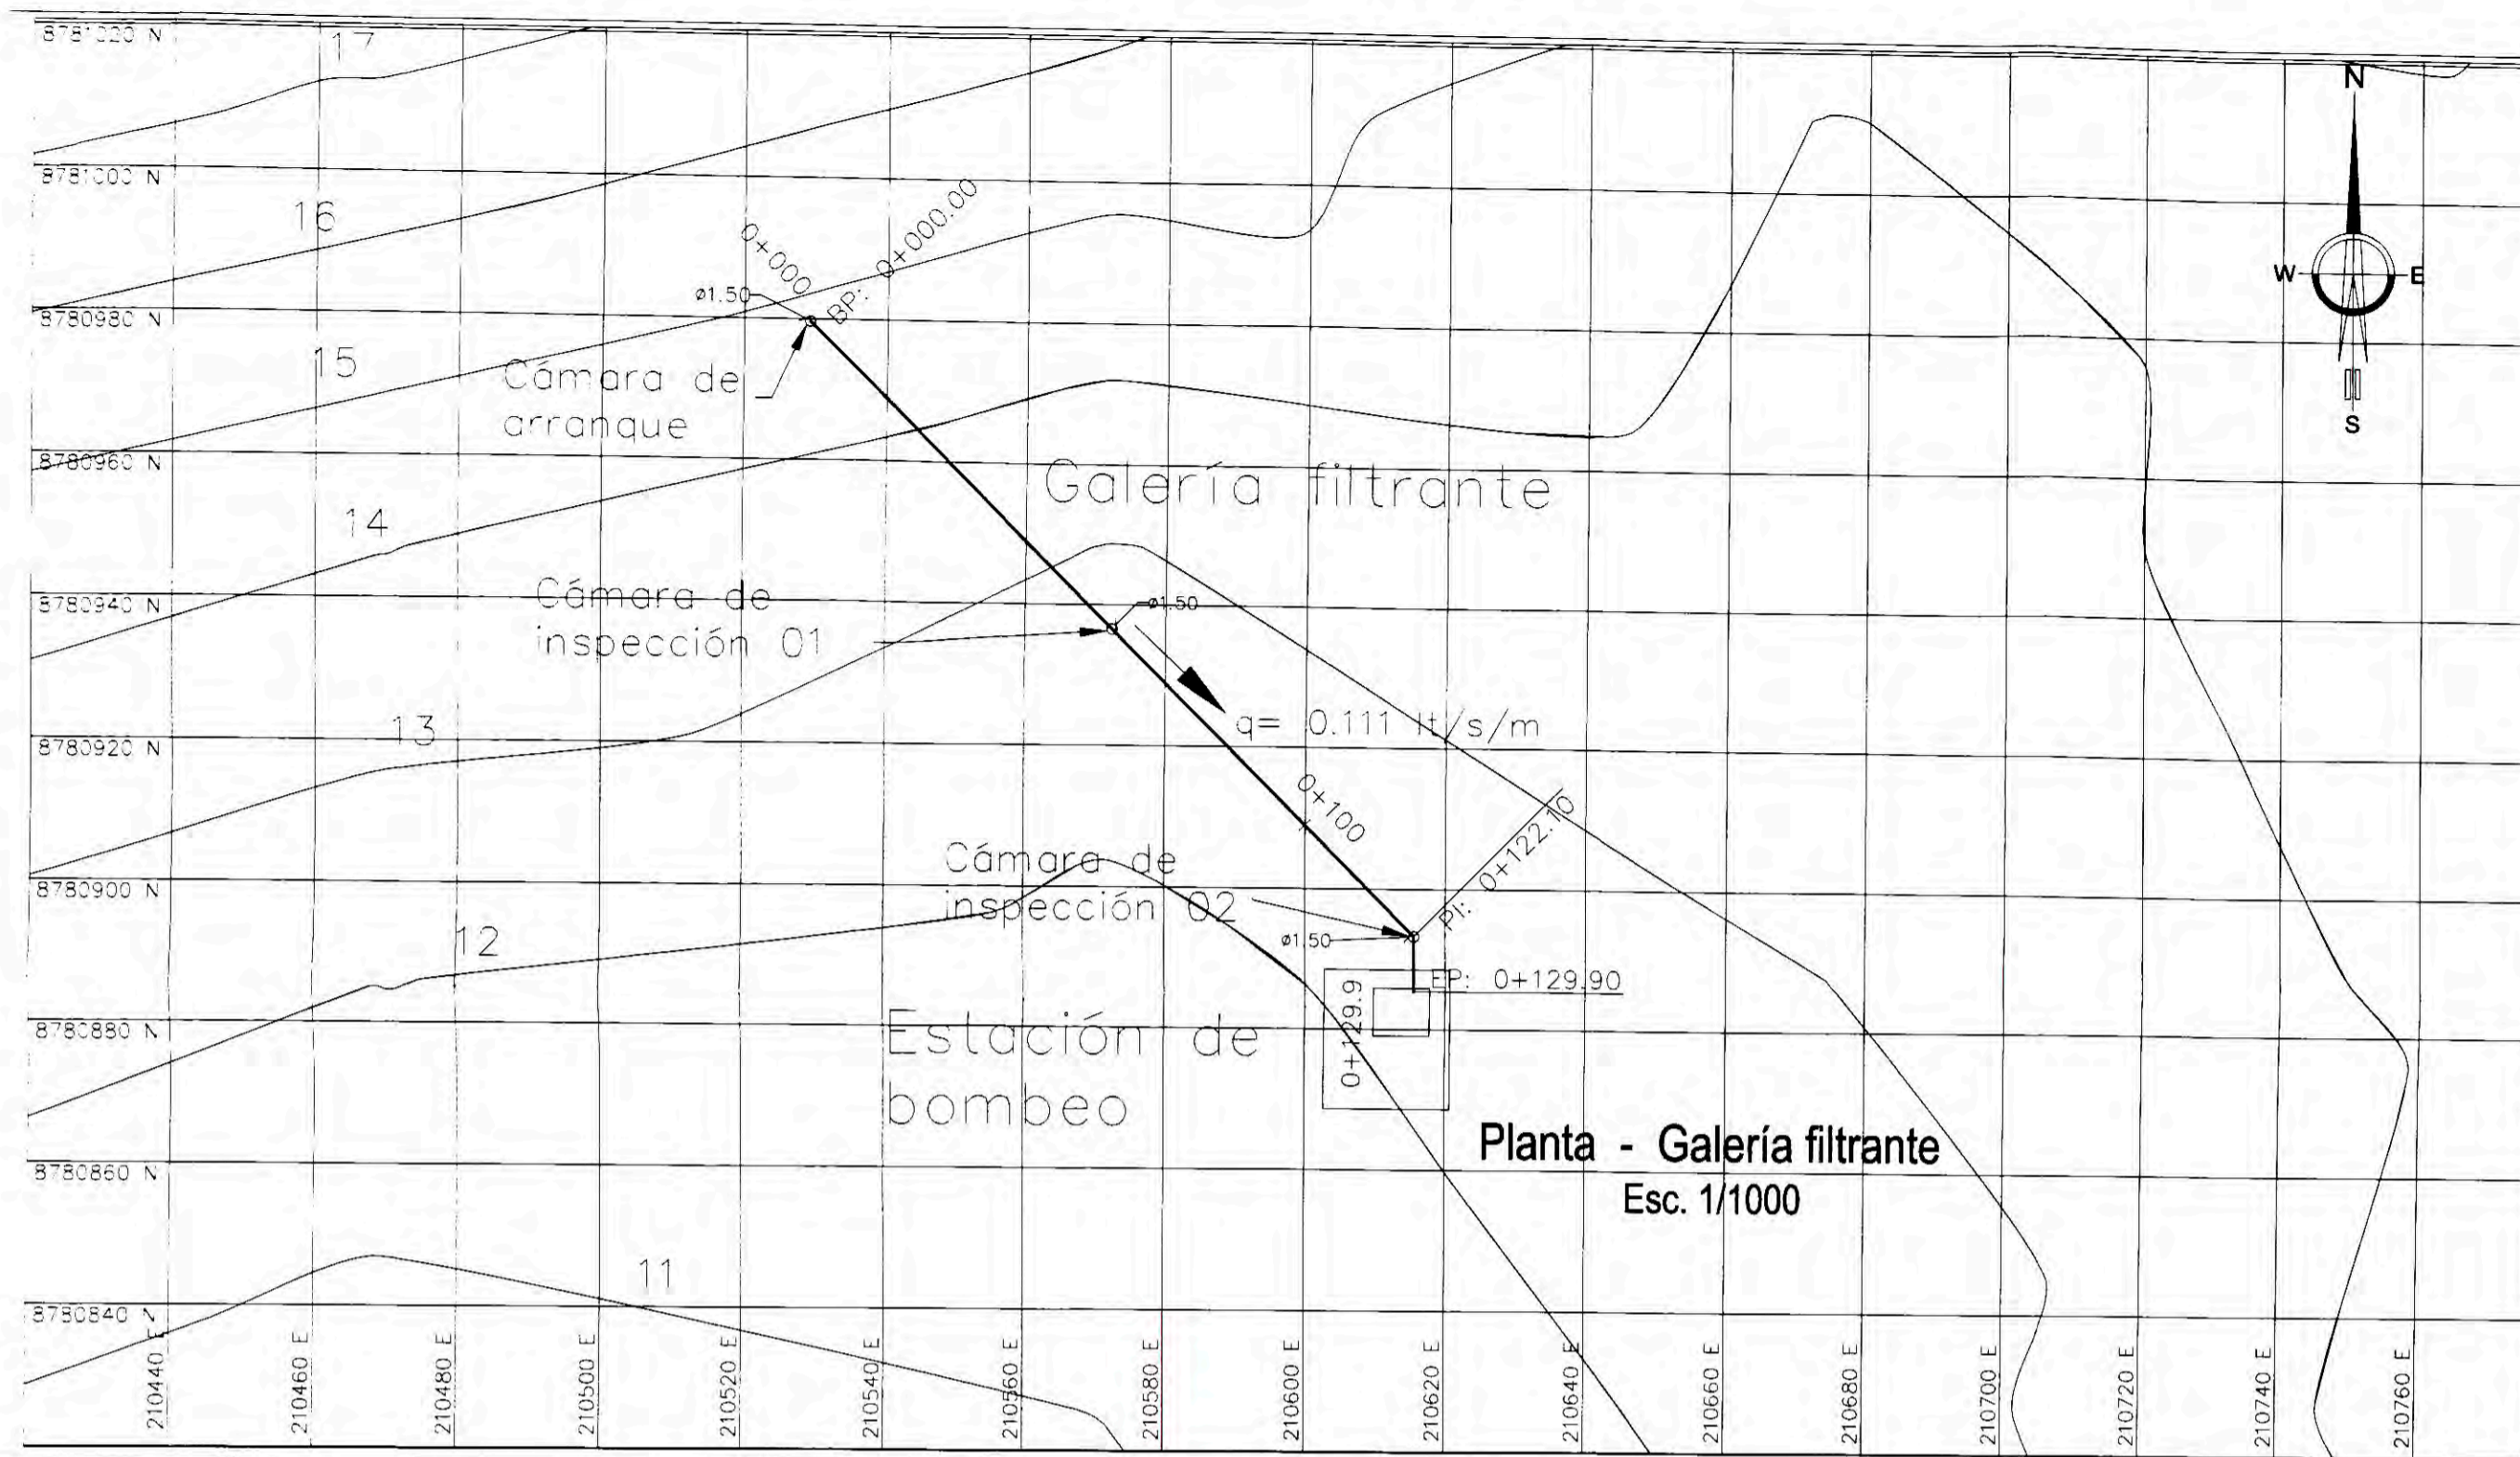 8781020 N
17
N
8781000 N
16
0+000
BP: 0+000.00
W
E
ø1.50
8780980 N
15
Cámara de
arranque
S
8780960 N
Galería filtrante
14
8780940 N
Cámara de
inspección 01
ø1.50
13
q= 0.111 lt/s/m
8780920 N
0+100
PI: 0+122.10
Cámara de
inspección 02
8780900 N
12
ø1.50
EP: 0+129.90
0+129.9
8780880 N
Estación de
bombeo
Planta - Galería filtrante
Esc. 1/1000
8780860 N
11
8780840 N
210440 E
210460 E
210480 E
210500 E
210520 E
210540 E
210560 E
210580 E
210600 E
210620 E
210640 E
210660 E
210680 E
210700 E
210720 E
210740 E
210760 E